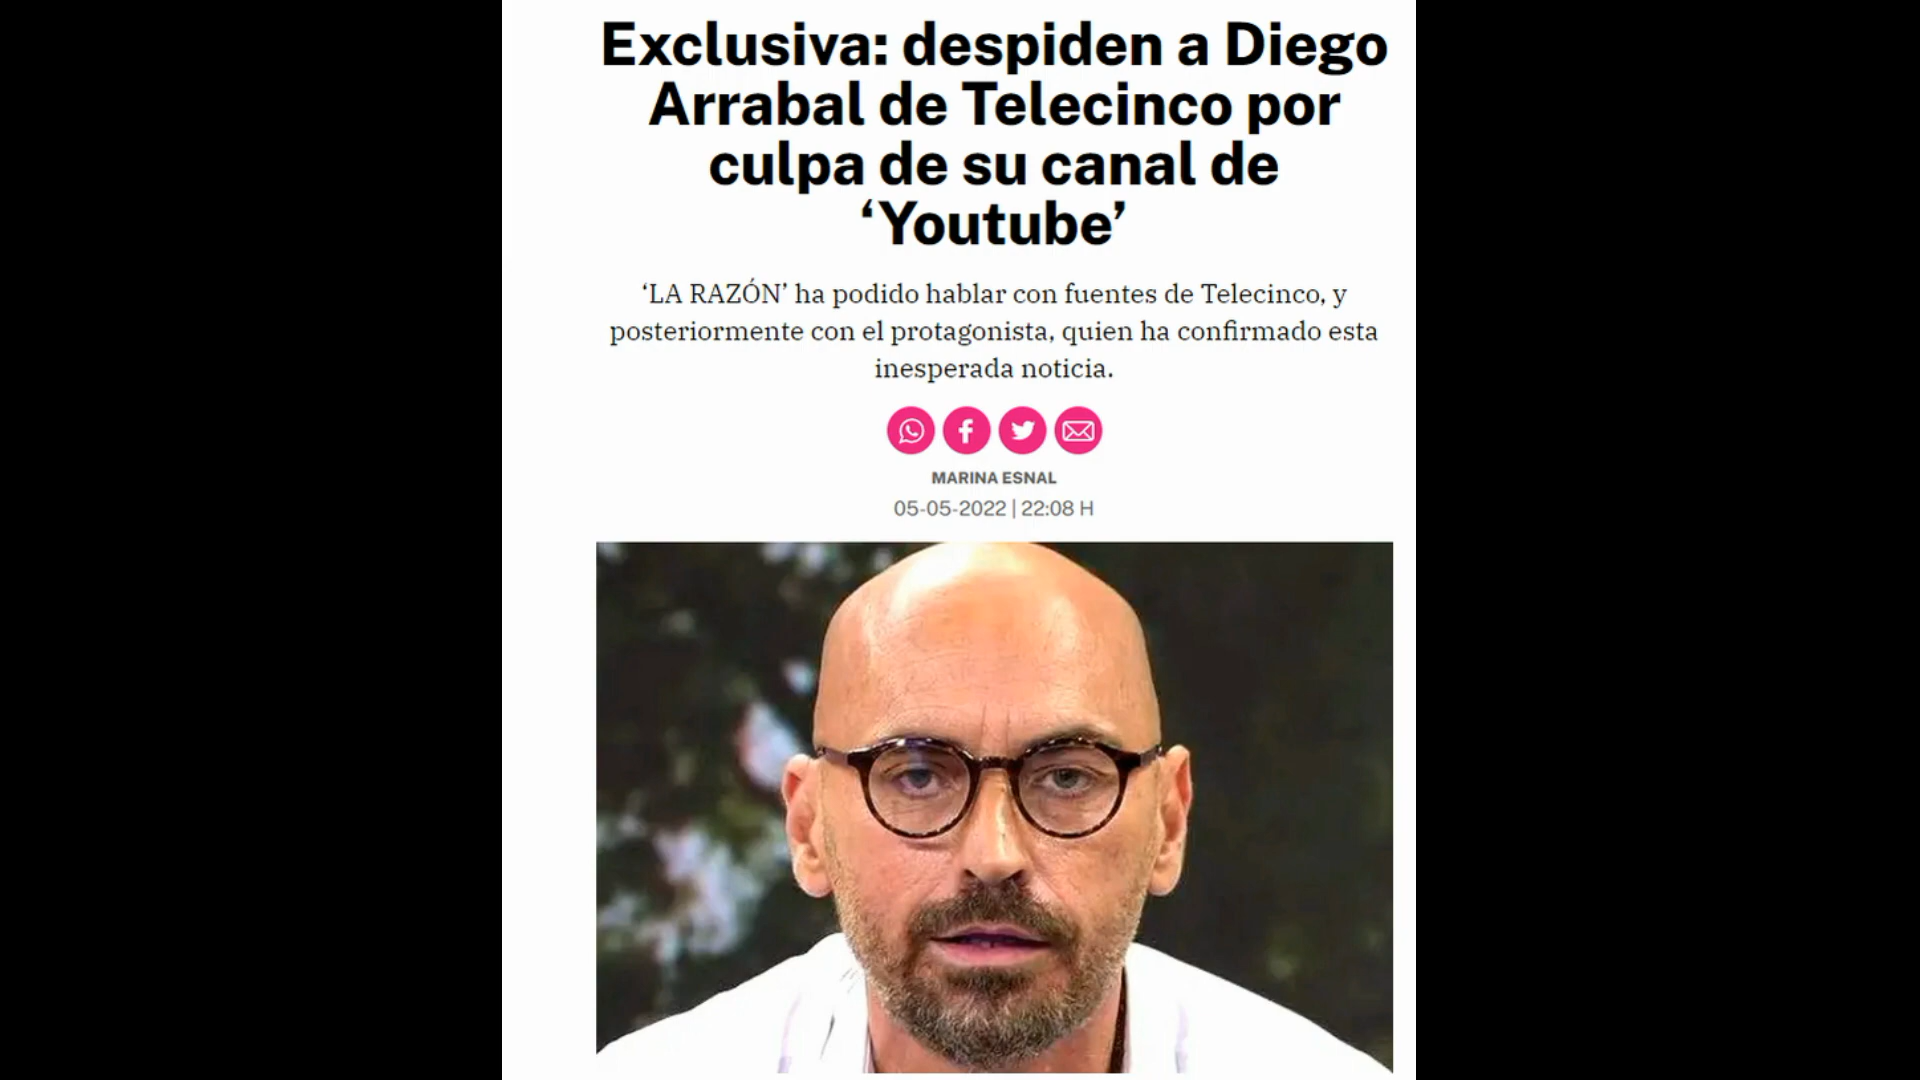 Exclusiva: despiden a Diego
Arrabal de Telecinco por
culpa de su canal de
‘Youtube’
‘LA RAZÓN’ ha podido hablar con fuentes de Telecinco, y
posteriormente con el protagonista, quien ha confirmado esta
inesperada noticia.
MARINA ESNAL
05-05-2022 | 22:08 H